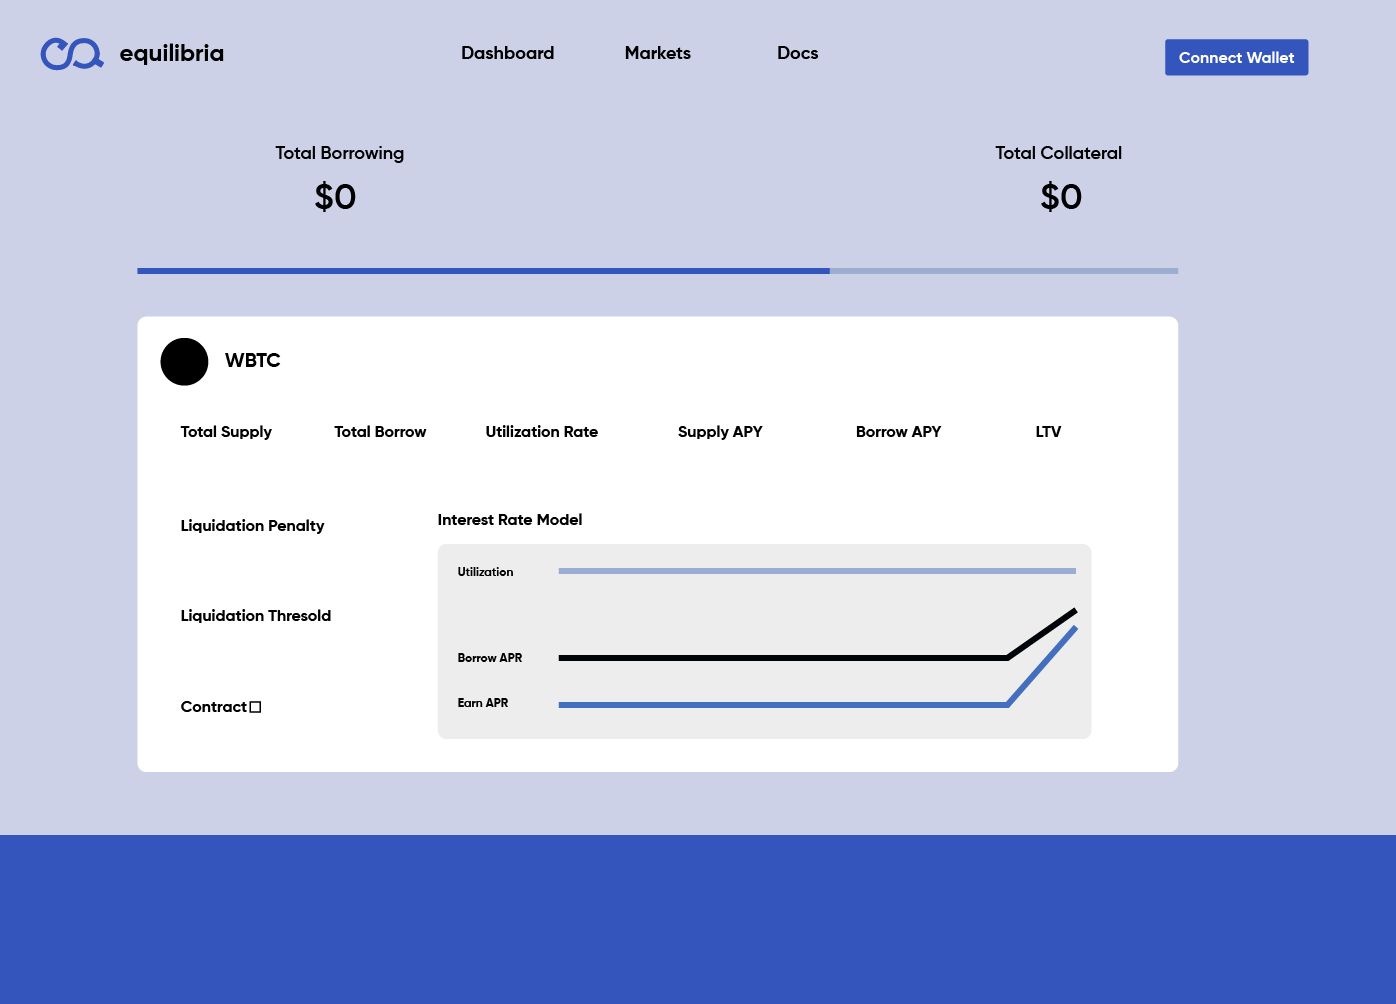 equilibria
Dashboard
Markets
Docs
Connect Wallet
Total Borrowing
Total Collateral
$0
$0
WBTC
Total Supply
Total Borrow
Utilization Rate
Supply APY
Borrow APY
LTV
Liquidation Penalty
Liquidation Thresold
Contract
Interest Rate Model
Utilization
Borrow APR
Earn APR